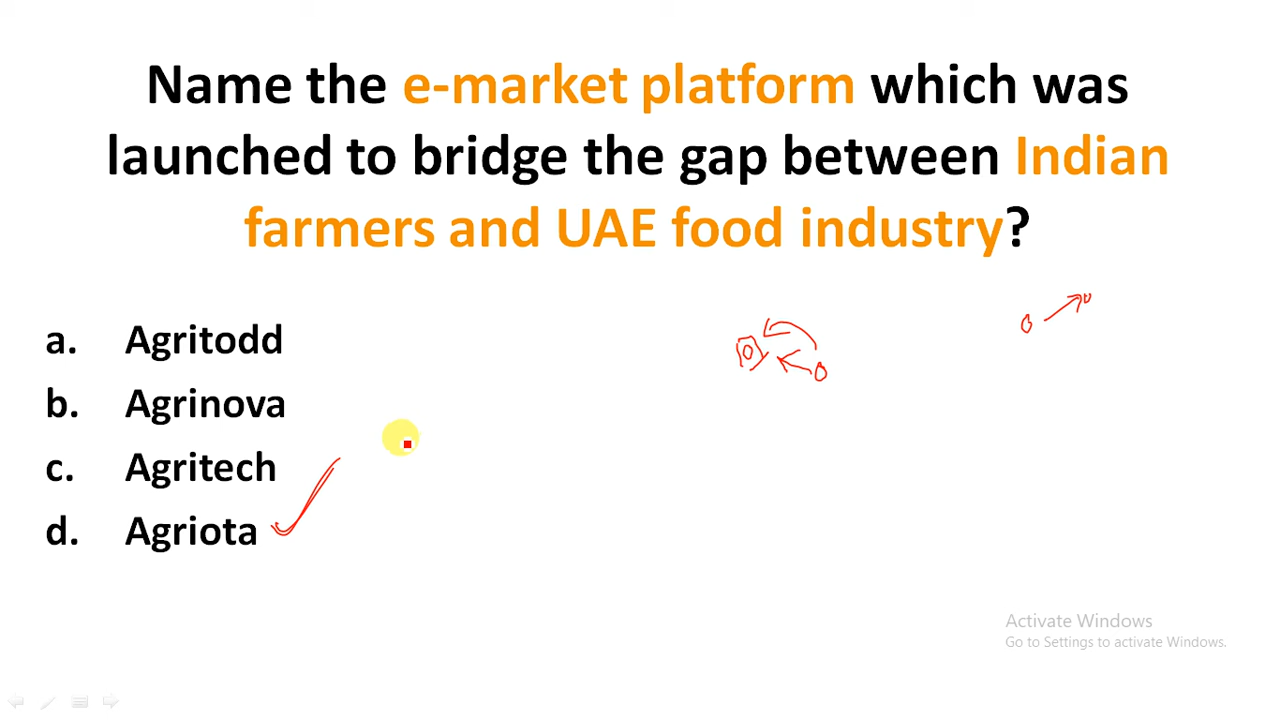 Name the e-market platform which was
launched to bridge the gap between Indian
farmers and UAE food industry?
a. Agritodd
b. Agrinova
c. Agritech
d. Agriota
Activate Windows
Go to Settings to activate Windows.